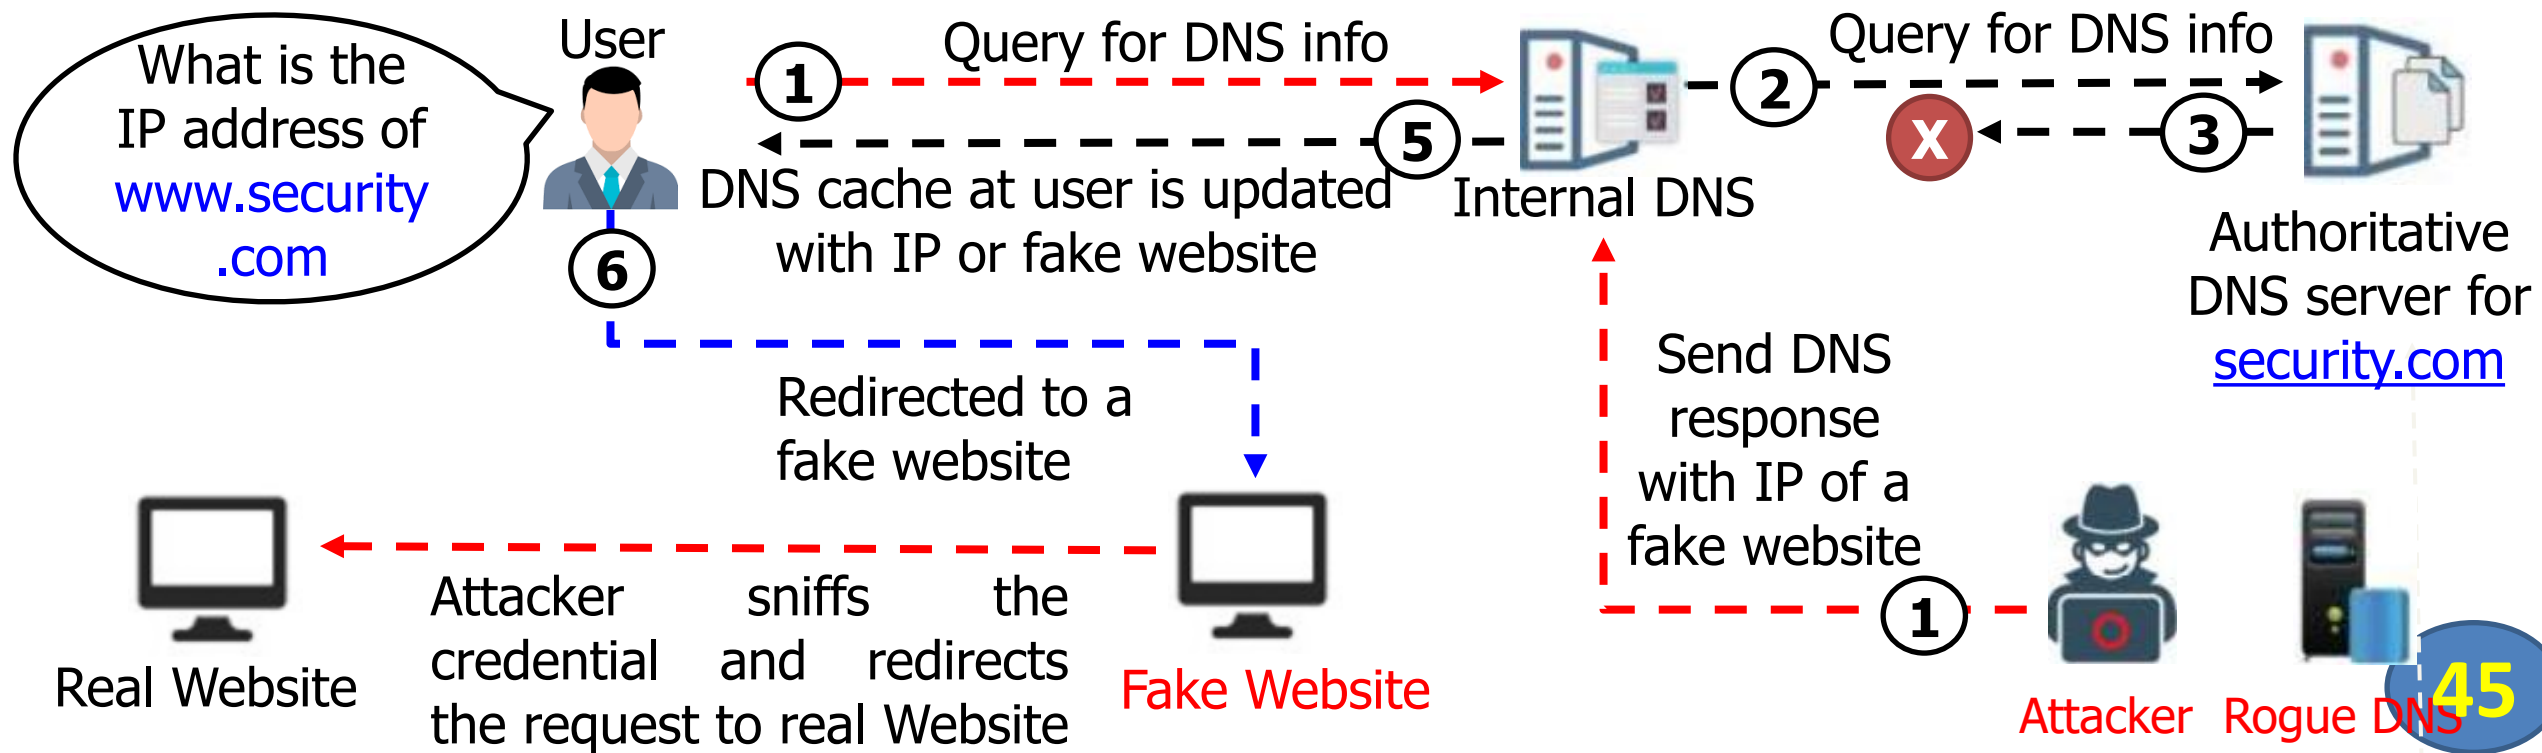 What is the
IP address of
www.security
.com
User
1
Query for DNS info
5
DNS cache at user is updated
with IP or fake website
Internal DNS
2
Query for DNS info
X
3
Authoritative
DNS server for
security.com
6
Redirected to a
fake website
Send DNS
response
with IP of a
fake website
1
Real Website
Attacker sniffs the
credential and redirects
the request to real Website
Fake Website
Attacker
Rogue DNS
45